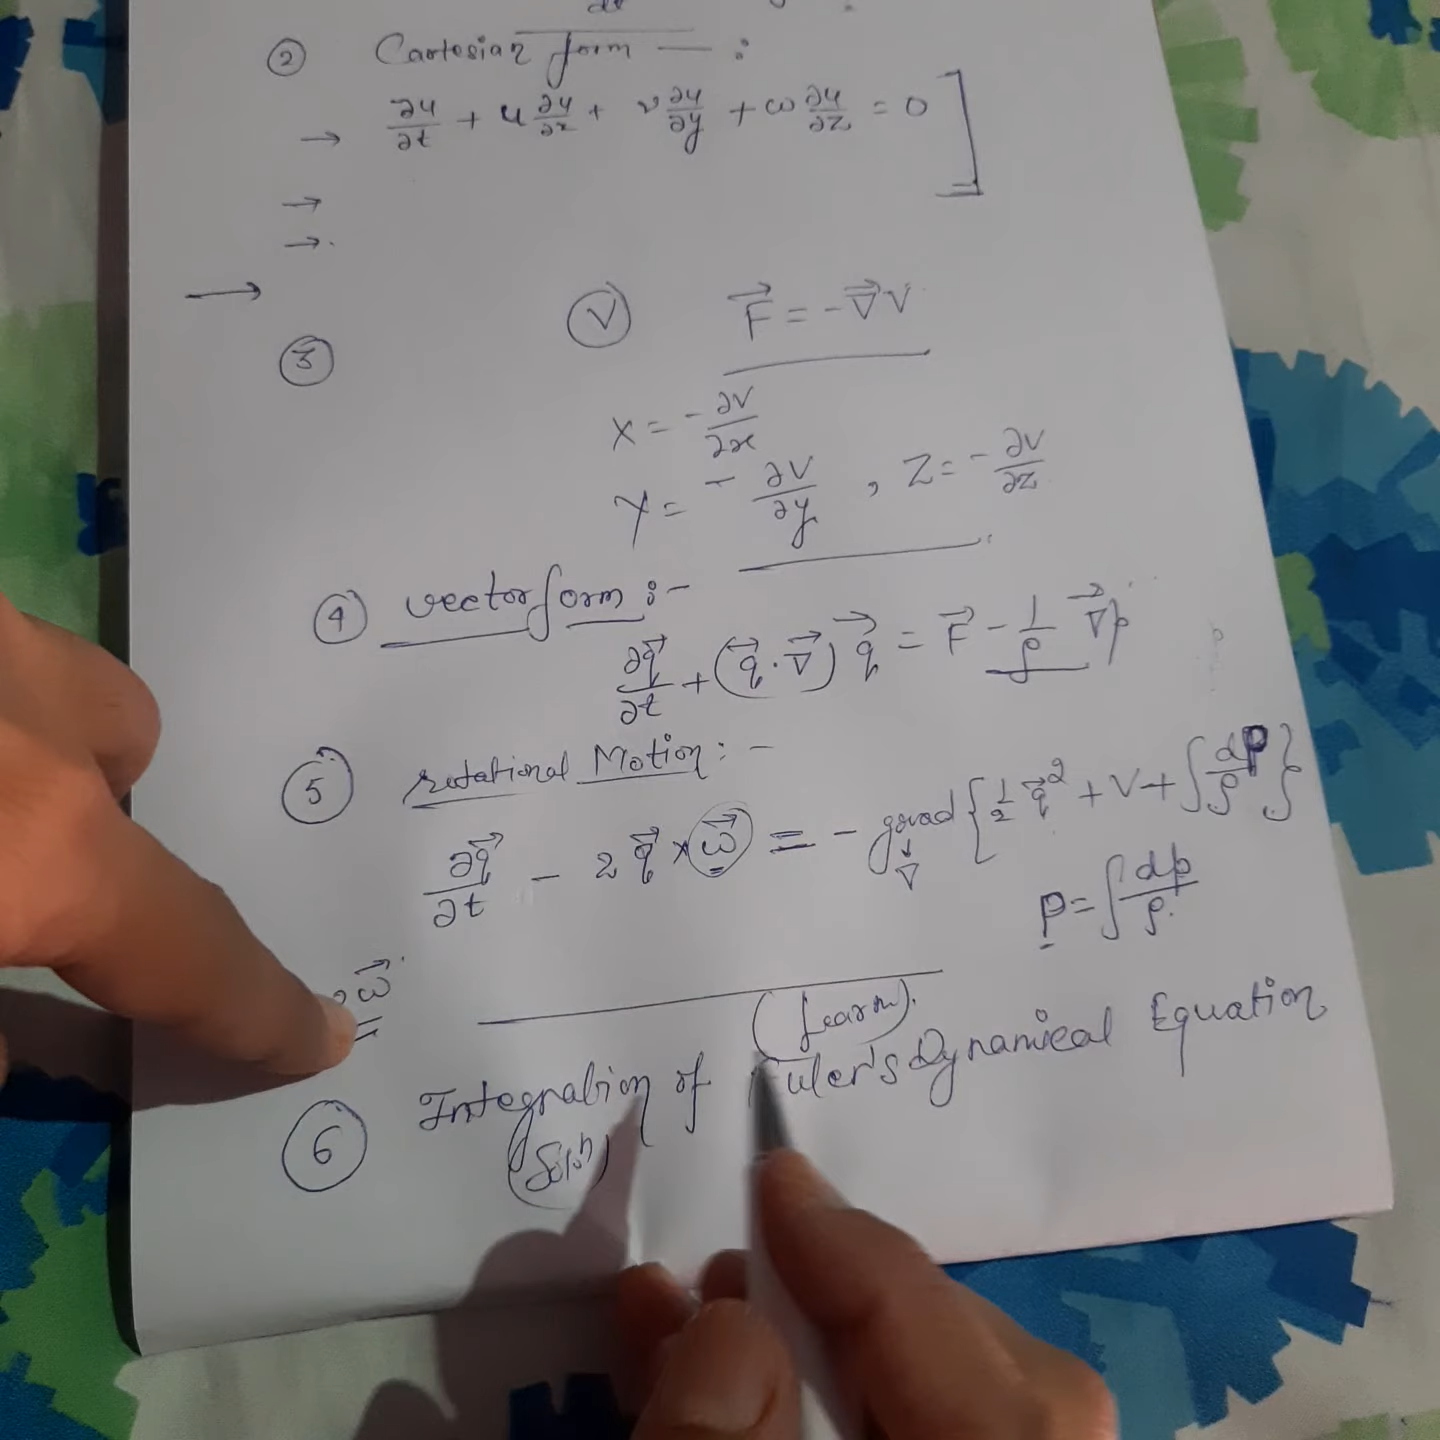 ② Cartesian form — :
→ ∂u/∂t + u ∂u/∂x + v ∂u/∂y + ω ∂u/∂z = 0 ]
→
→ .
→
③ Ⓥ F⃗ = - ∇⃗V
X = - ∂V/∂x
Y = - ∂V/∂y , Z = - ∂V/∂z
④ vector form :-
∂q⃗/∂t + (q⃗ · ∇⃗) q⃗ = F⃗ - 1/ρ ∇⃗p
⑤ rotational Motion : -
∂q⃗/∂t - 2 q⃗ × ω⃗ = - grad { 1/2 q⃗² + V + ∫ dp/ρ }
↓
∇
P = ∫ dp/ρ .
ω⃗
(Learn).
⑥ Integration of Euler's Dynamical Equation
(Solⁿ)